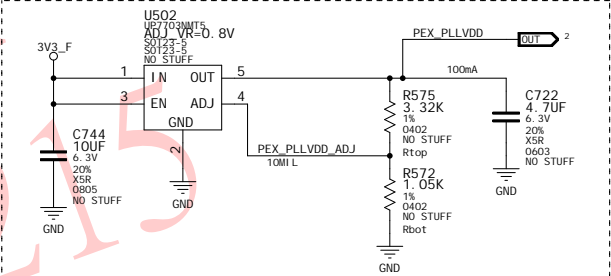 U502
UP7703NMT5
ADJ_VR=0.8V
SOT23-5
SOT23-5
NO STUFF
3V3_F
1 IN OUT 5
3 EN ADJ 4
GND
2
GND
PEX_PLLVDD
OUT 2
100mA
C744
10UF
6.3V
20%
X5R
0805
NO STUFF
GND
PEX_PLLVDD_ADJ
10MIL
R575
3.32K
1%
0402
NO STUFF
Rtop
R572
1.05K
1%
0402
NO STUFF
Rbot
GND
C722
4.7UF
6.3V
20%
X5R
0603
NO STUFF
GND